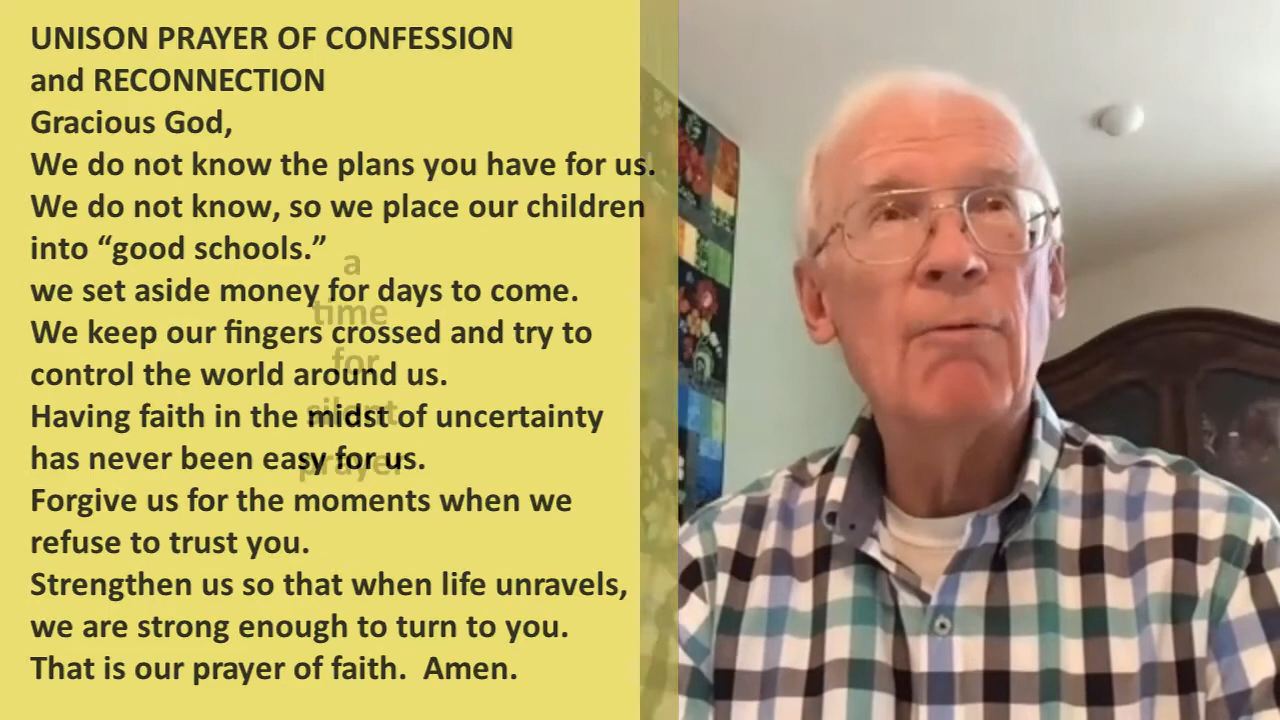 UNISON PRAYER OF CONFESSION
and RECONNECTION
Gracious God,
We do not know the plans you have for us.
We do not know, so we place our children
into “good schools.”
we set aside money for days to come.
We keep our fingers crossed and try to
control the world around us.
Having faith in the midst of uncertainty
has never been easy for us.
Forgive us for the moments when we
refuse to trust you.
Strengthen us so that when life unravels,
we are strong enough to turn to you.
That is our prayer of faith.  Amen.
a
time
for
silent
prayer